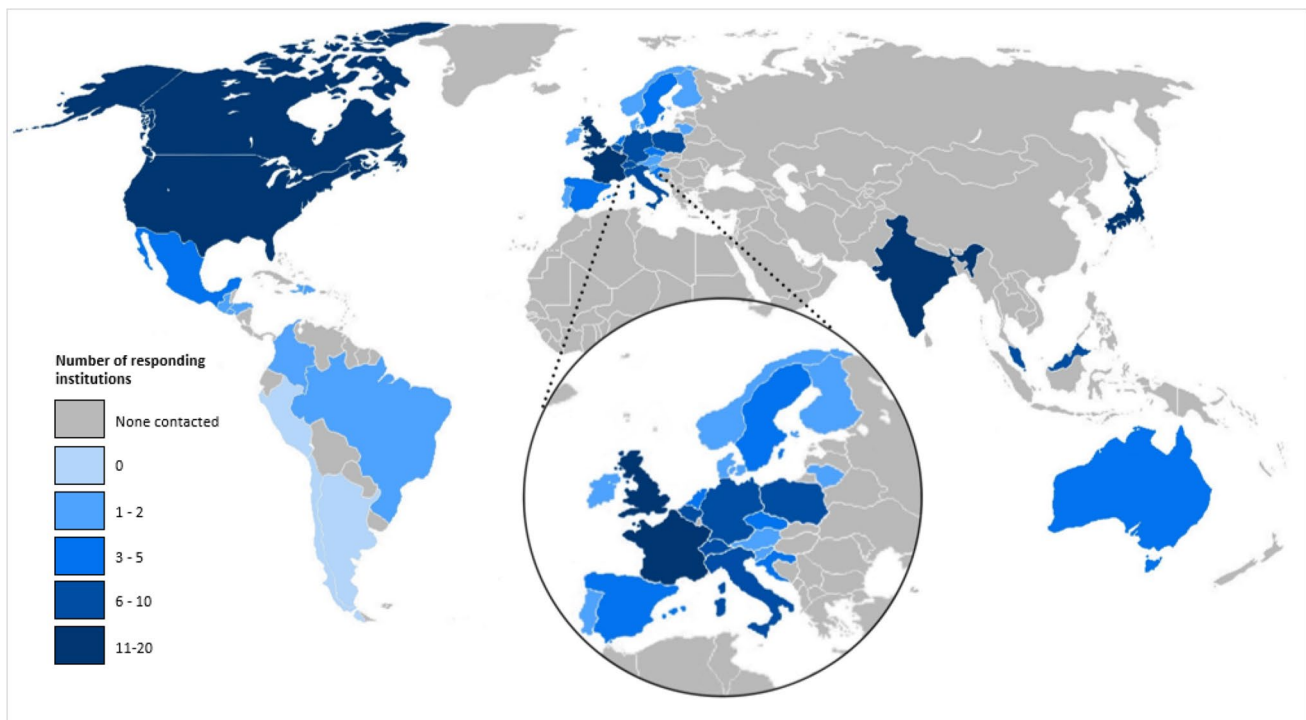 Number of responding
institutions
None contacted
0
1 - 2
3 - 5
6 - 10
11-20